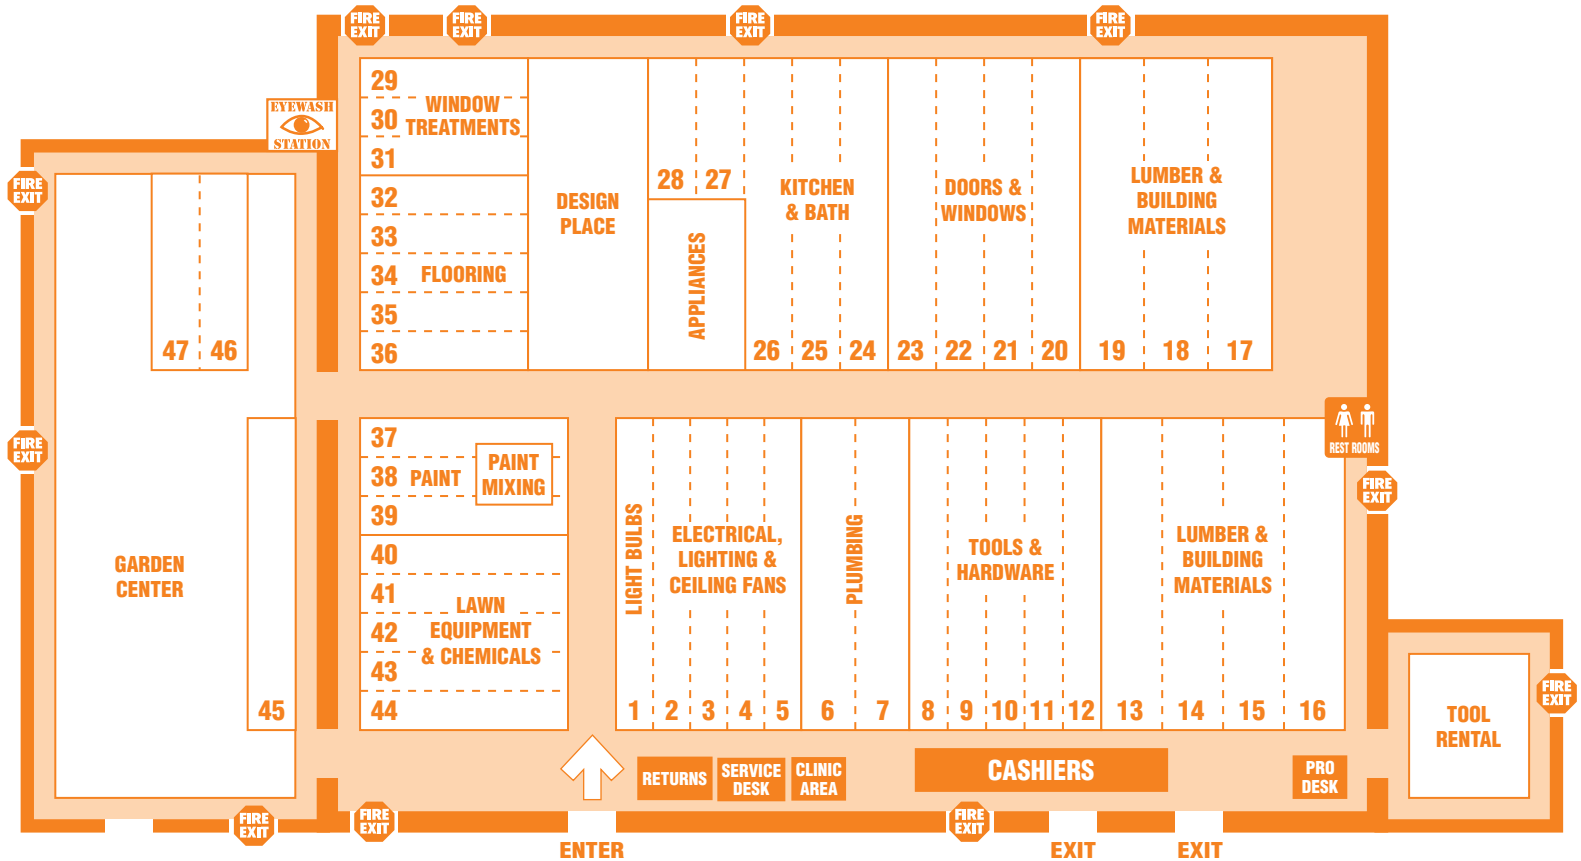 FIRE
EXIT
FIRE
EXIT
FIRE
EXIT
FIRE
EXIT
EYEWASH
STATION
29
30
31
WINDOW
TREATMENTS
32
33
34
35
36
FLOORING
DESIGN
PLACE
28
27
APPLIANCES
KITCHEN
& BATH
26
25
24
DOORS &
WINDOWS
23
22
21
20
LUMBER &
BUILDING
MATERIALS
19
18
17
FIRE
EXIT
47
46
FIRE
EXIT
GARDEN
CENTER
45
37
38
39
PAINT
PAINT
MIXING
40
41
42
43
44
LAWN
EQUIPMENT
& CHEMICALS
LIGHT BULBS
ELECTRICAL,
LIGHTING &
CEILING FANS
1
2
3
4
5
PLUMBING
6
7
TOOLS &
HARDWARE
8
9
10
11
12
LUMBER &
BUILDING
MATERIALS
13
14
15
16
REST ROOMS
FIRE
EXIT
TOOL
RENTAL
FIRE
EXIT
RETURNS
SERVICE
DESK
CLINIC
AREA
CASHIERS
PRO
DESK
FIRE
EXIT
FIRE
EXIT
FIRE
EXIT
ENTER
EXIT
EXIT